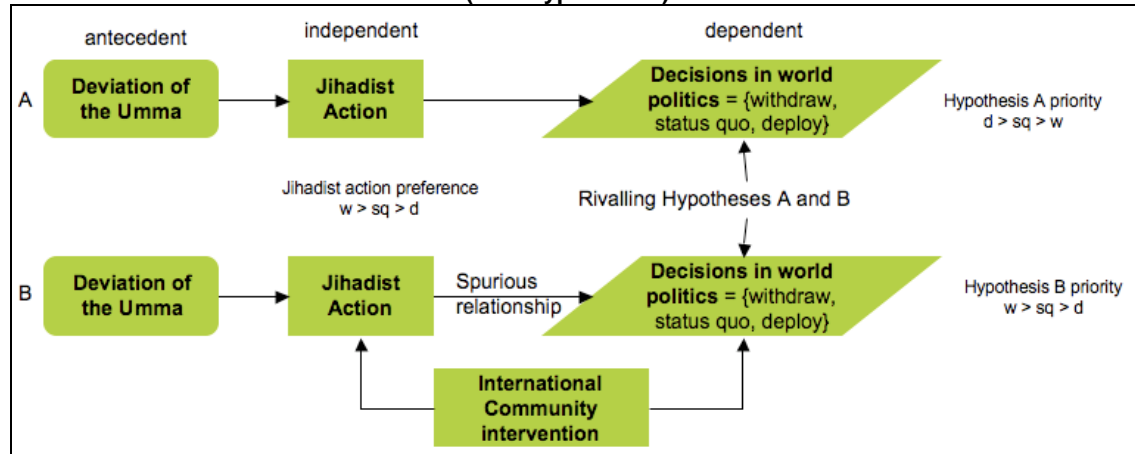 antecedent
independent
dependent
A
Deviation of
the Umma
Jihadist
Action
Decisions in world
politics = {withdraw,
status quo, deploy}
Hypothesis A priority
d > sq > w
Jihadist action preference
w > sq > d
Rivalling Hypotheses A and B
B
Deviation of
the Umma
Jihadist
Action
Spurious
relationship
Decisions in world
politics = {withdraw,
status quo, deploy}
Hypothesis B priority
w > sq > d
International
Community
intervention